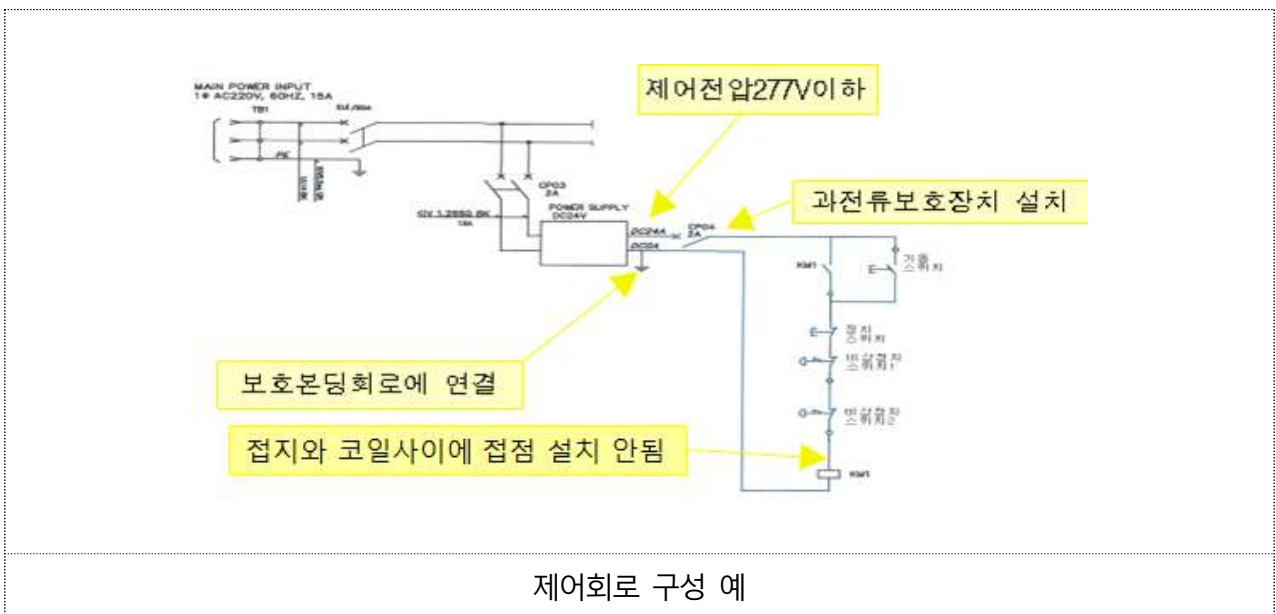 제어전압277V이하
MAIN POWER INPUT
1Φ AC220V, 60HZ, 15A
TB1
PE
과전류보호장치 설치
CP03
2A
POWER SUPPLY
DC24V
DC24A
CP04
2A
KM1
기동
스위치
정지
스위치
비상정지
스위치1
보호본딩회로에 연결
비상정지
스위치2
접지와 코일사이에 접점 설치 안됨
KM1
제어회로 구성 예